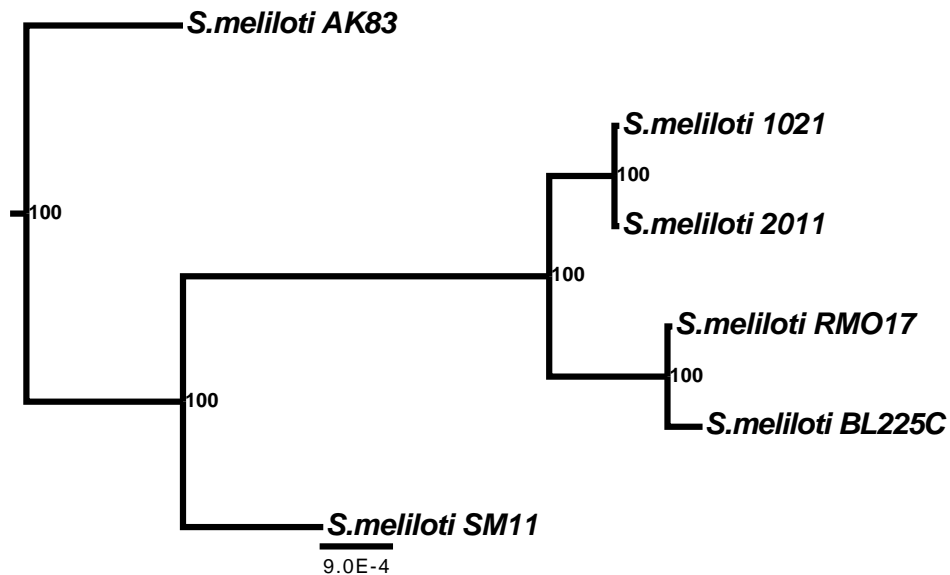 S.meliloti AK83
S.meliloti 1021
100
100
S.meliloti 2011
100
S.meliloti RMO17
100
100
S.meliloti BL225C
S.meliloti SM11
9.0E-4